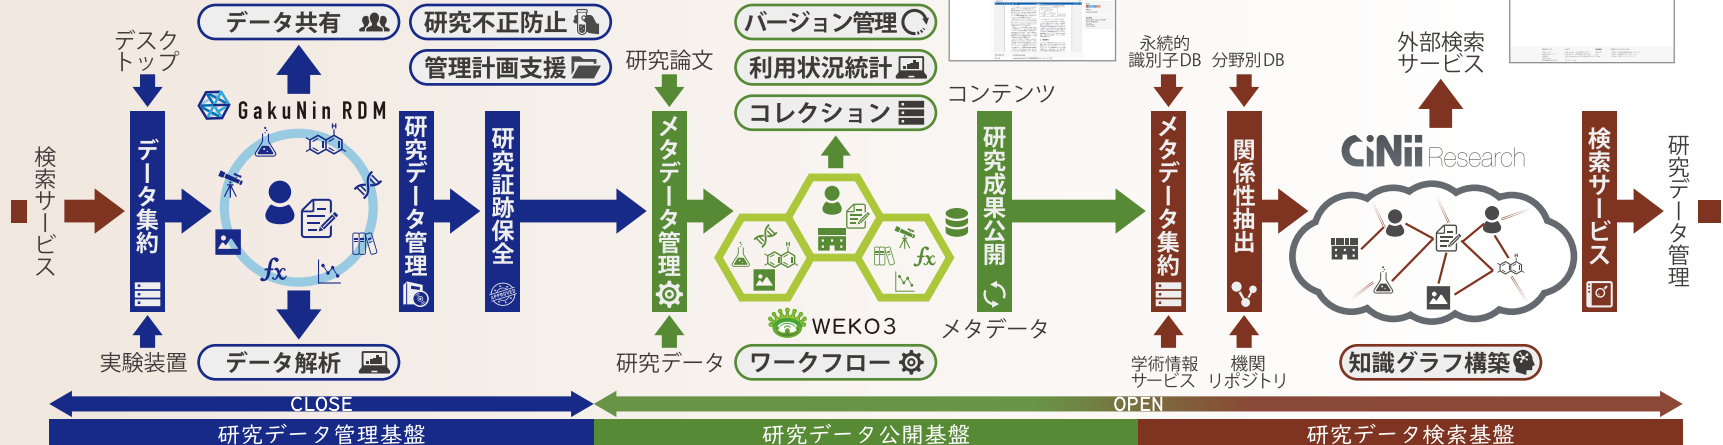 検索サービス
デスク
トップ
データ集約
実験装置
データ共有
GakuNin RDM
fx
データ解析
研究不正防止
管理計画支援
研究データ管理
研究証跡保全
APPROVED
研究論文
メタデータ管理
研究データ
バージョン管理
利用状況統計
コレクション
fx
WEKO3
ワークフロー
コンテンツ
研究成果公開
メタデータ
永続的
識別子DB
メタデータ集約
学術情報
サービス
分野別DB
関係性抽出
機関
リポジトリ
外部検索
サービス
CiNii Research
知識グラフ構築
検索サービス
研究データ管理
CLOSE
OPEN
研究データ管理基盤
研究データ公開基盤
研究データ検索基盤